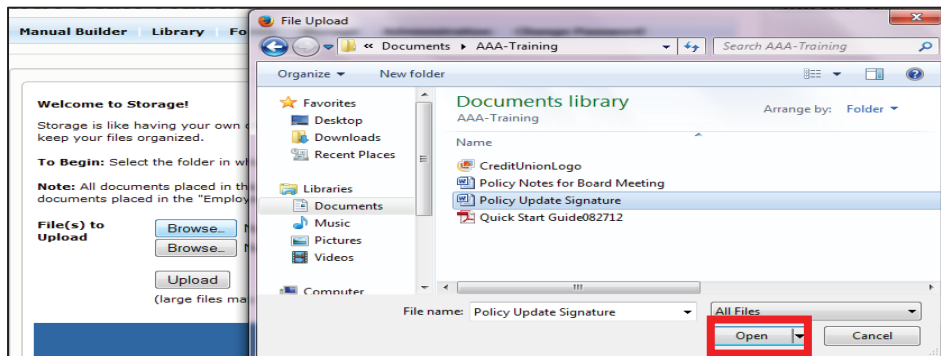 File Upload
Manual Builder Library Fo
« Documents AAA-Training
Search AAA-Training
Organize New folder
Welcome to Storage!
Storage is like having your own
keep your files organized.
To Begin: Select the folder in wh
Note: All documents placed in th
documents placed in the "Employ
File(s) to
Upload
Browse_
Browse_
Upload
(large files ma
Favorites
Desktop
Downloads
Recent Places
Libraries
Documents
Music
Pictures
Videos
Computer
Documents library
AAA-Training
Arrange by: Folder
Name
CreditUnionLogo
Policy Notes for Board Meeting
Policy Update Signature
Quick Start Guide082712
File name: Policy Update Signature
All Files
Open
Cancel